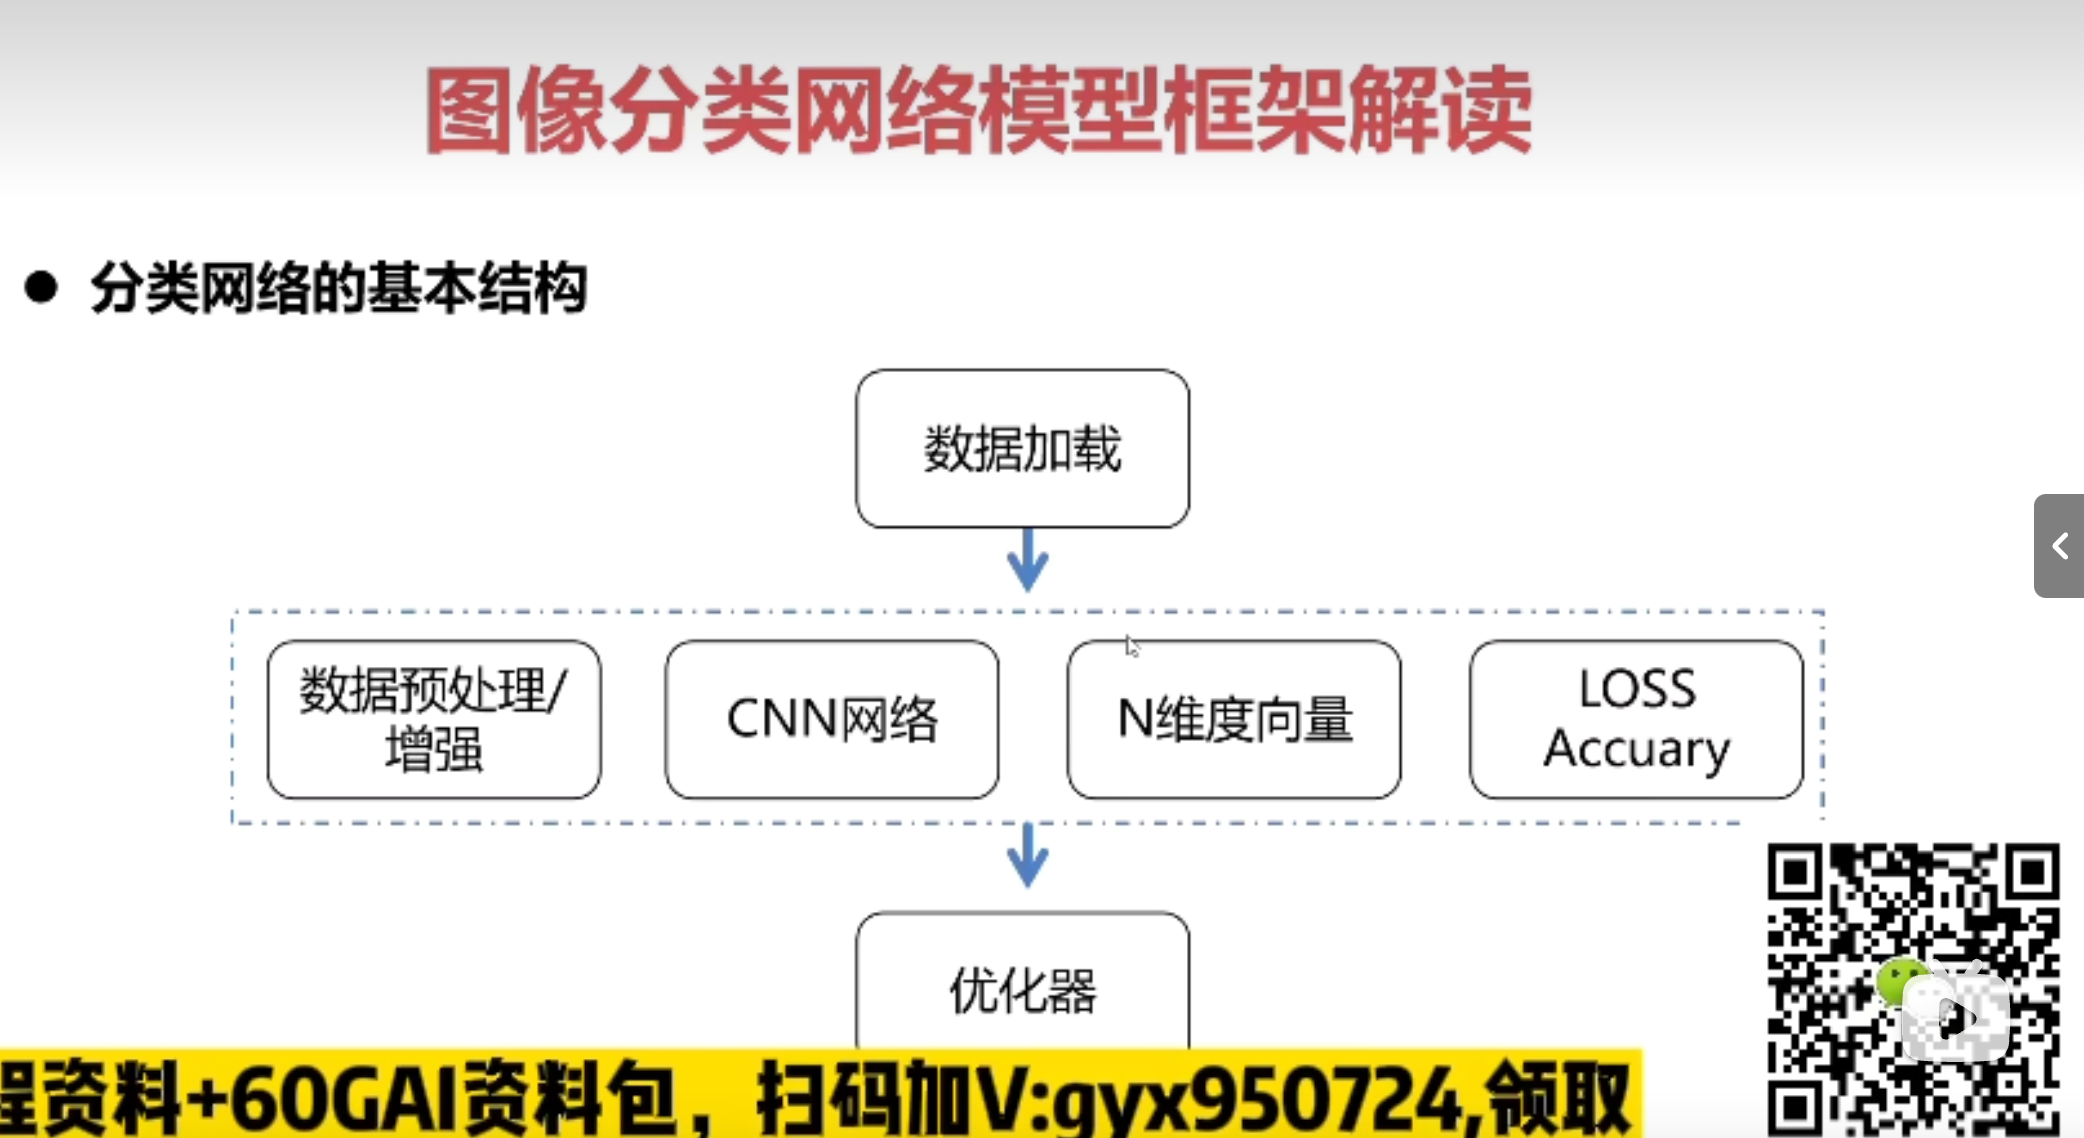 图像分类网络模型框架解读
● 分类网络的基本结构
数据加载
数据预处理/
增强
CNN网络
N维度向量
LOSS
Accuary
优化器
程资料+60GAI资料包，扫码加V:gyx950724,领取